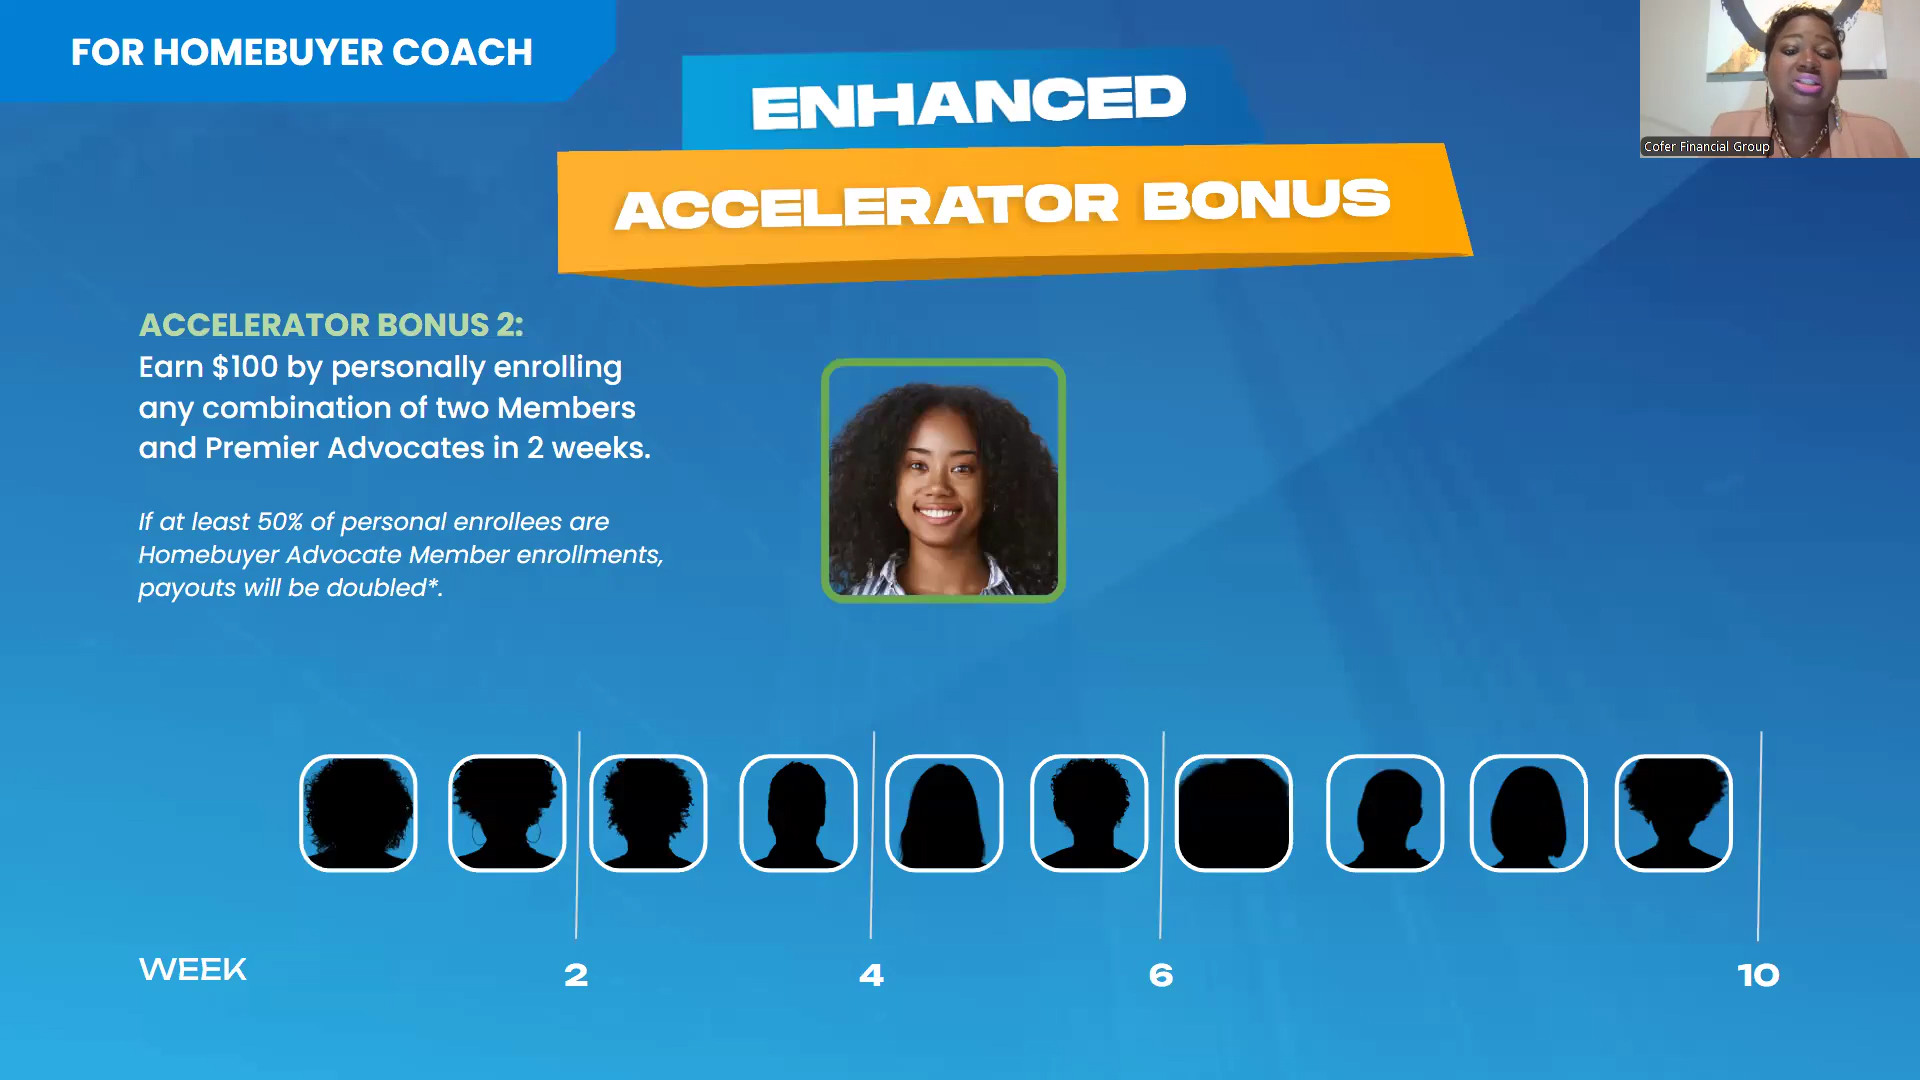 FOR HOMEBUYER COACH
ENHANCED
ACCELERATOR BONUS
Cofer Financial Group
ACCELERATOR BONUS 2:
Earn $100 by personally enrolling
any combination of two Members
and Premier Advocates in 2 weeks.
If at least 50% of personal enrollees are
Homebuyer Advocate Member enrollments,
payouts will be doubled*.
WEEK 2 4 6 10